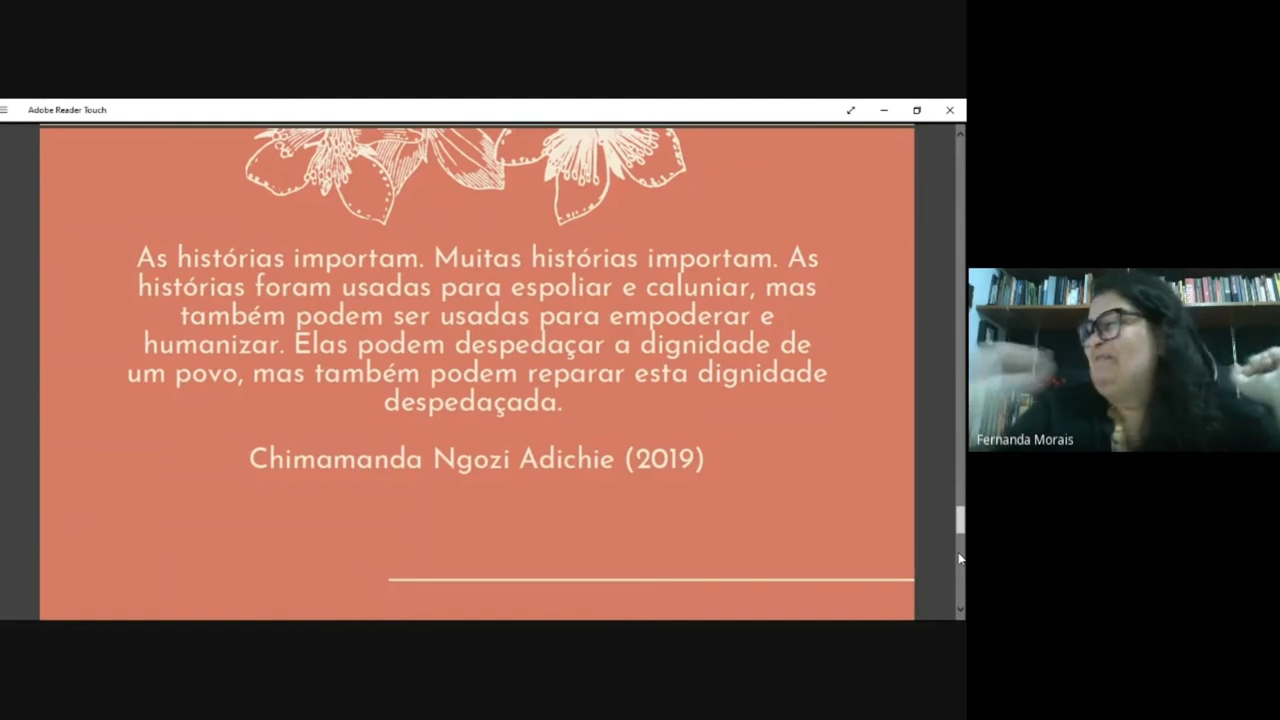 Adobe Reader Touch
As histórias importam. Muitas histórias importam. As
histórias foram usadas para espoliar e caluniar, mas
também podem ser usadas para empoderar e
humanizar. Elas podem despedaçar a dignidade de
um povo, mas também podem reparar esta dignidade
despedaçada.
Chimamanda Ngozi Adichie (2019)
Fernanda Morais